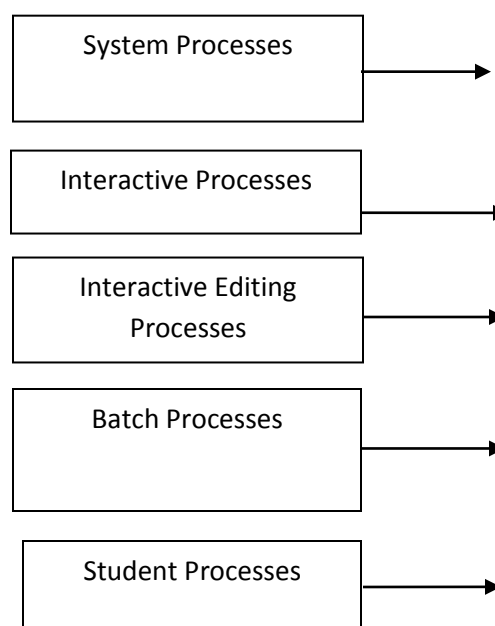 System Processes
Interactive Processes
Interactive Editing
Processes
Batch Processes
Student Processes